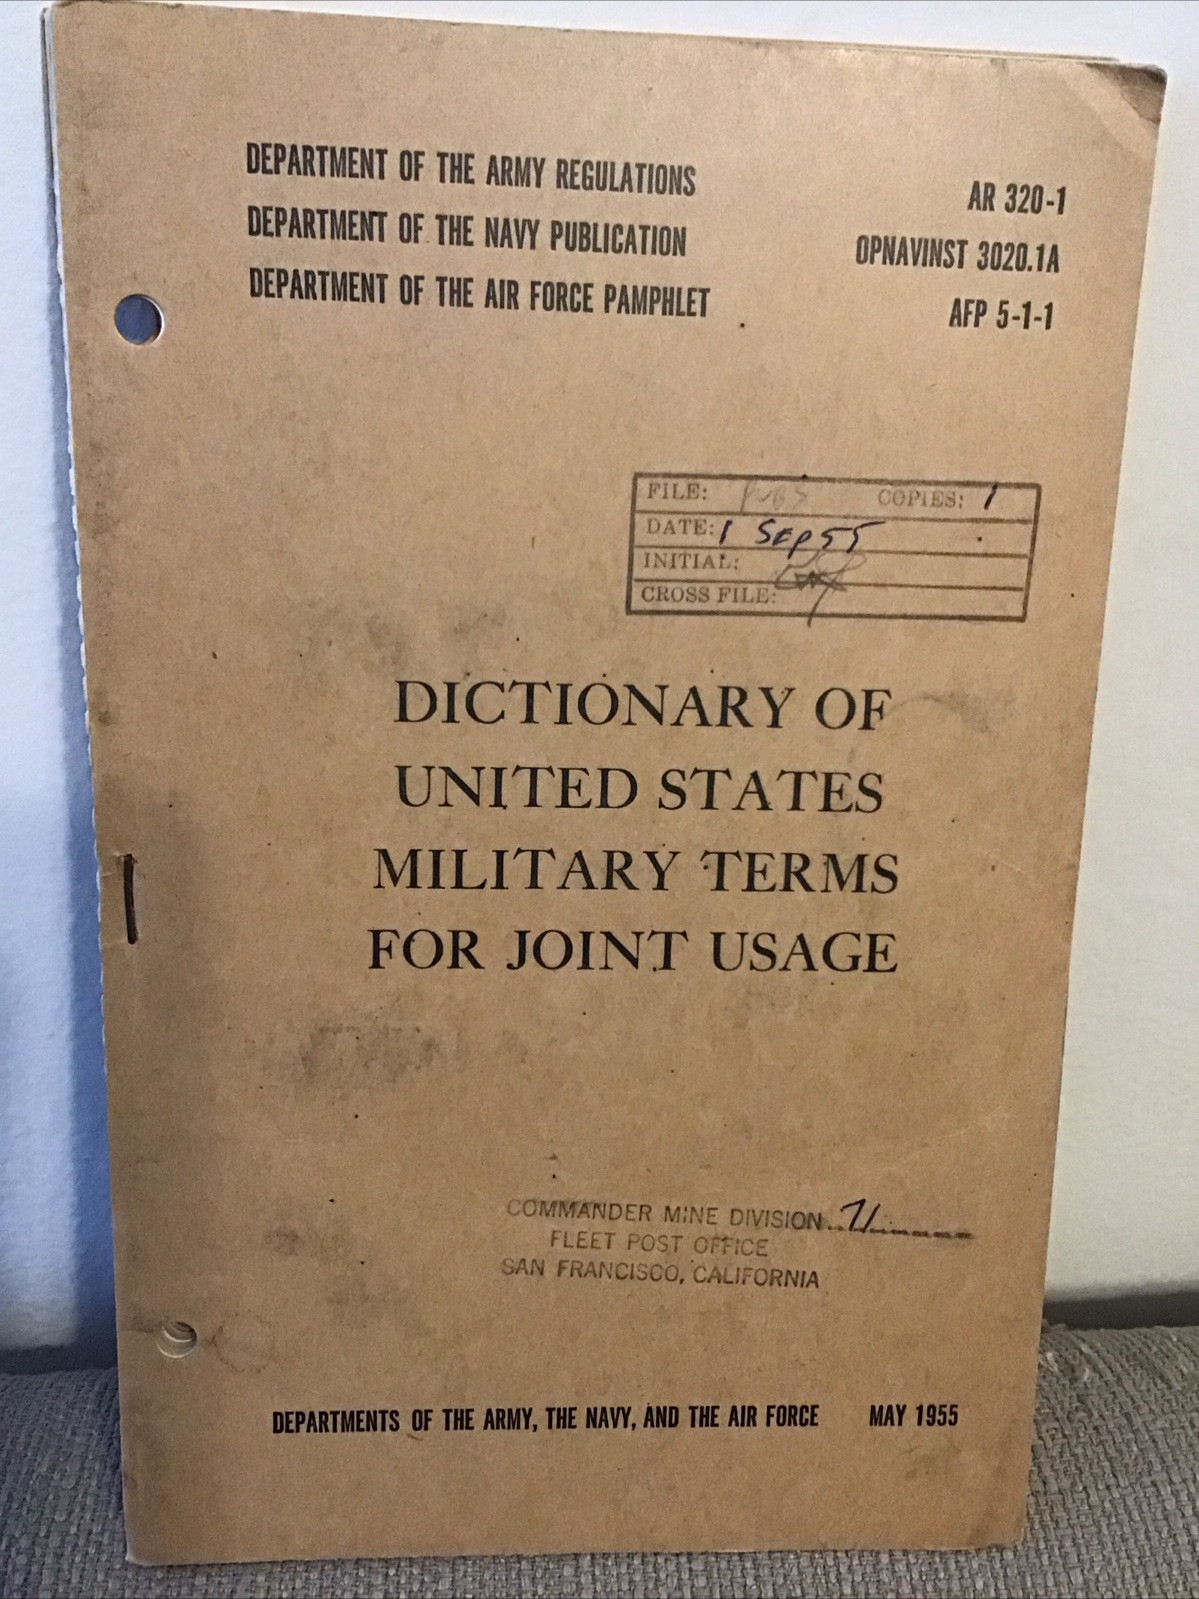 DEPARTMENT OF THE ARMY REGULATIONS AR 320-1
DEPARTMENT OF THE NAVY PUBLICATION OPNAVINST 3020.1A
DEPARTMENT OF THE AIR FORCE PAMPHLET AFP 5-1-1
FILE: Pubs COPIES: 1
DATE: 1 SEP 55
INITIAL:
CROSS FILE:
DICTIONARY OF
UNITED STATES
MILITARY TERMS
FOR JOINT USAGE
COMMANDER MINE DIVISION 71
FLEET POST OFFICE
SAN FRANCISCO, CALIFORNIA
DEPARTMENTS OF THE ARMY, THE NAVY, AND THE AIR FORCE MAY 1955